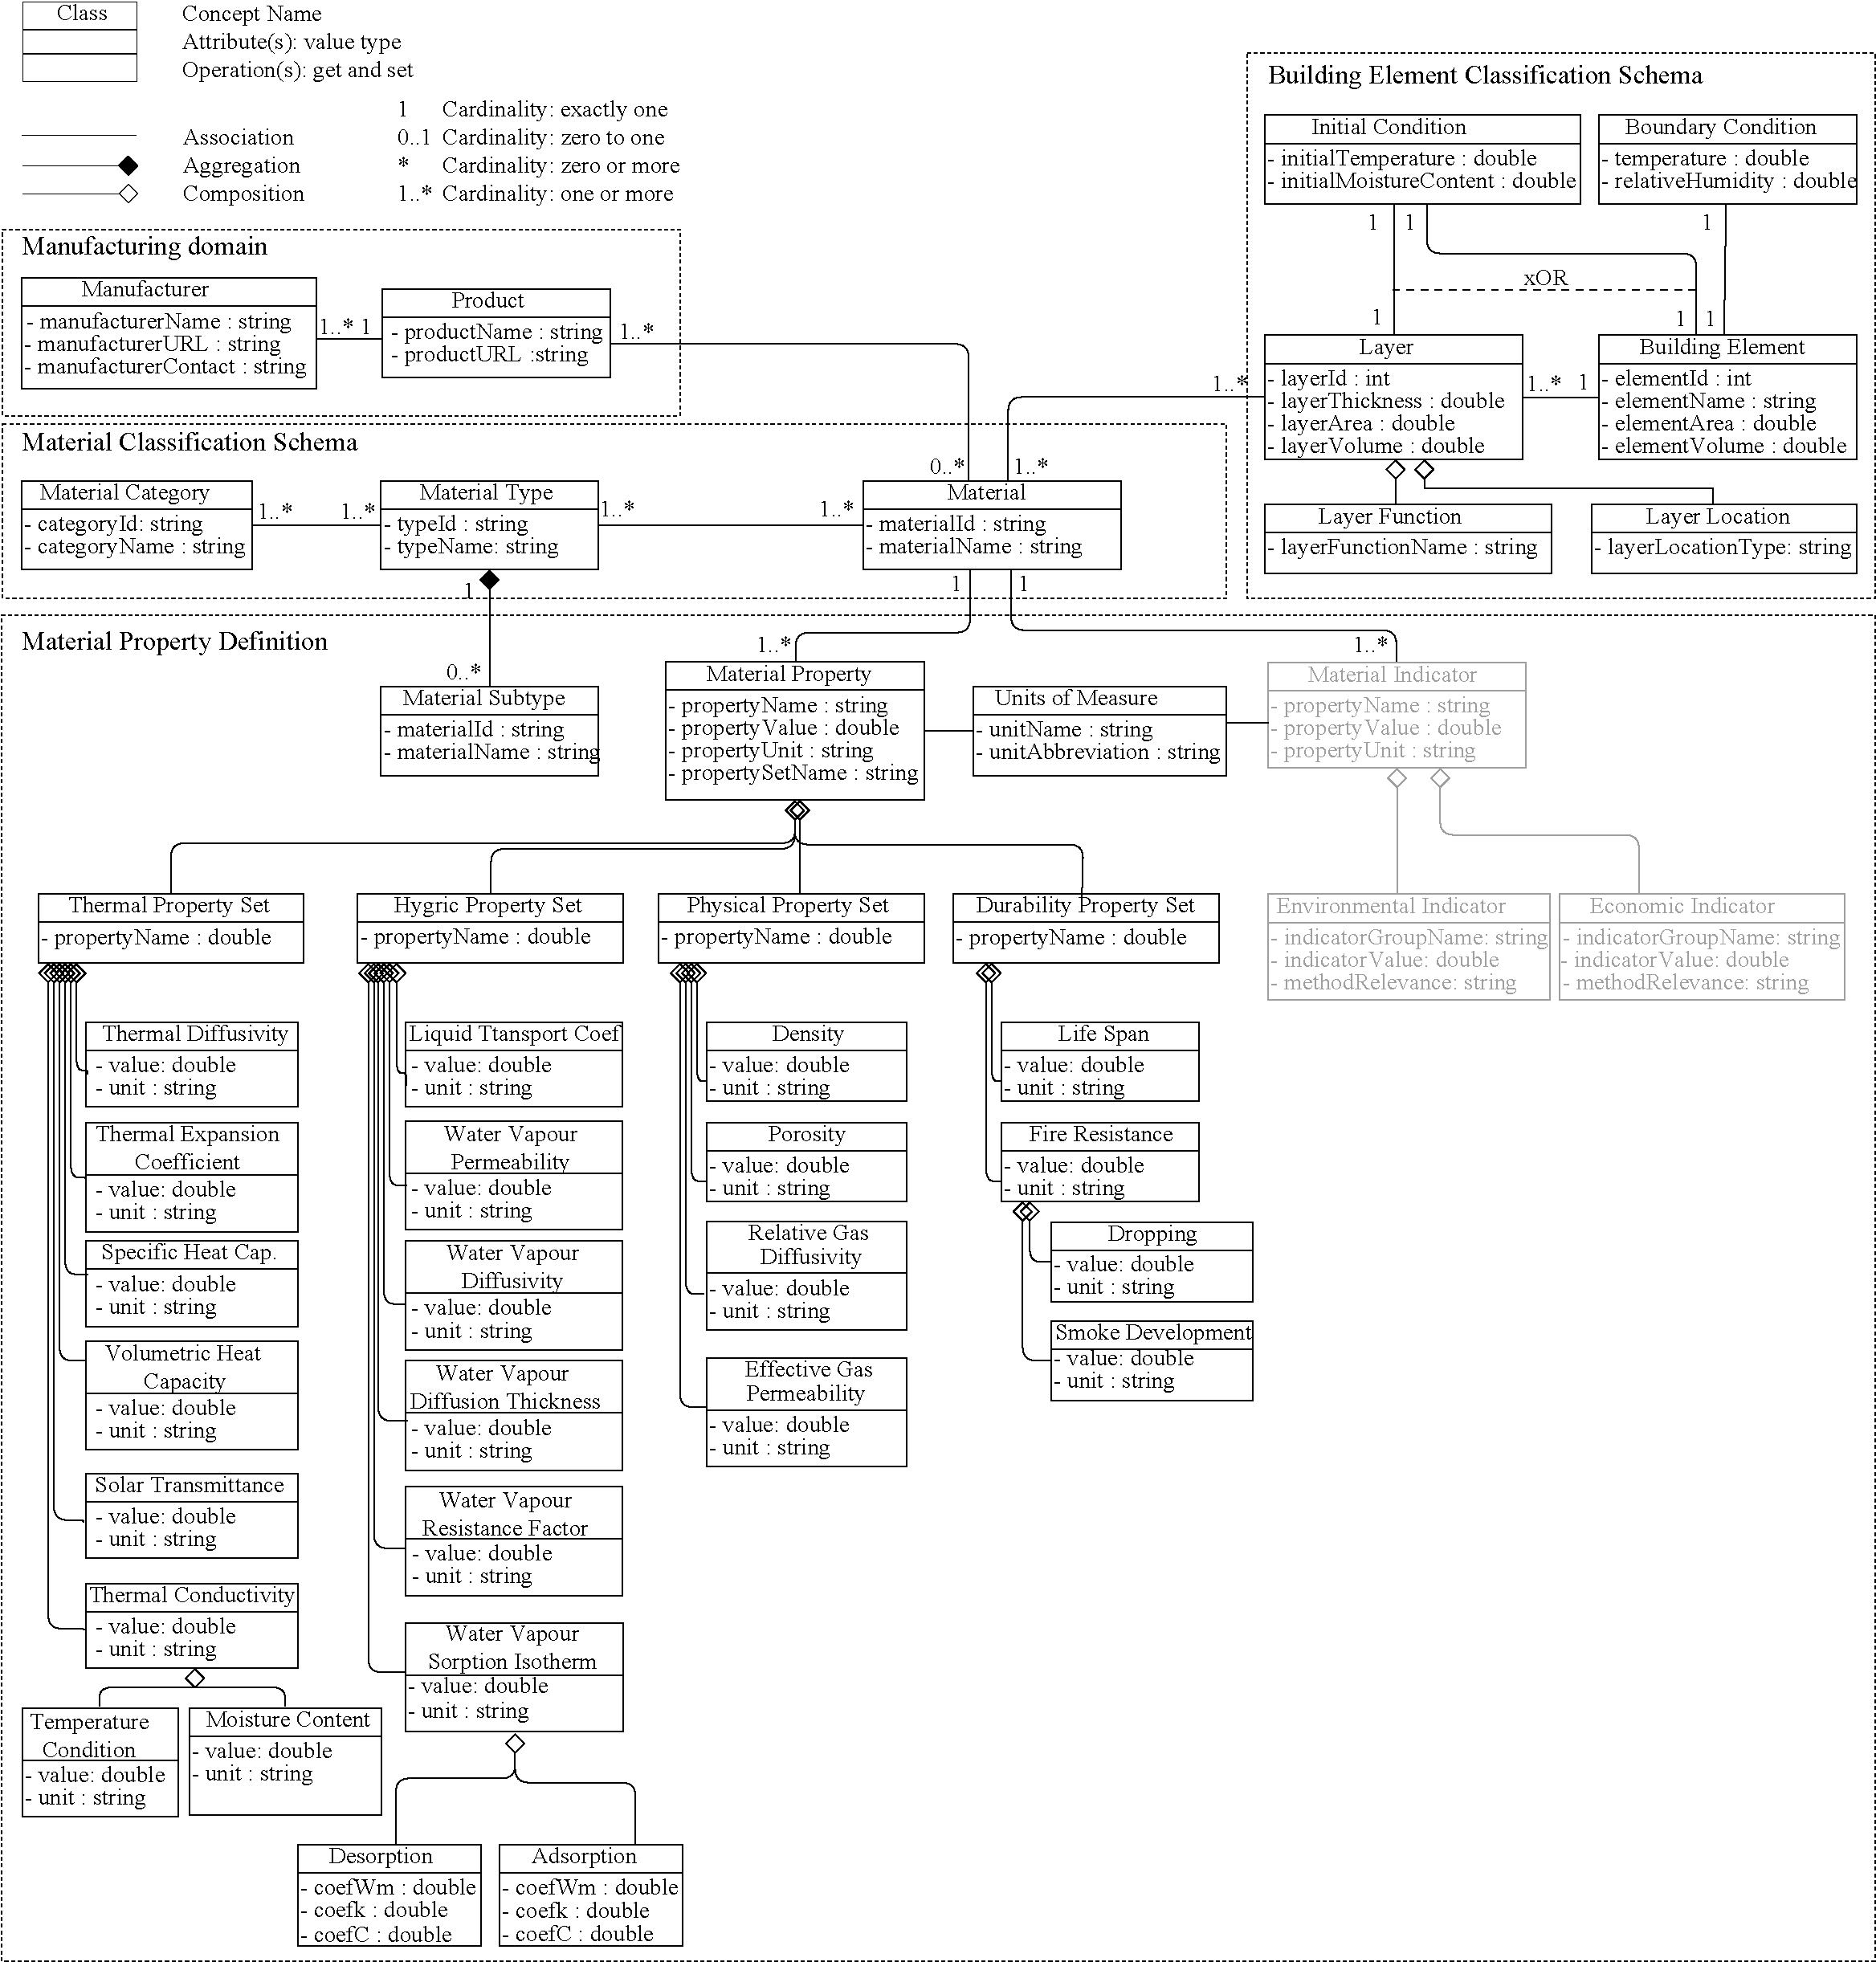 Class
Concept Name
Attribute(s): value type
Operation(s): get and set
1 Cardinality: exactly one
Association 0..1 Cardinality: zero to one
Aggregation * Cardinality: zero or more
Composition 1..* Cardinality: one or more
Building Element Classification Schema
Initial Condition
- initialTemperature : double
- initialMoistureContent : double
Boundary Condition
- temperature : double
- relativeHumidity : double
1 1 1
xOR
1 1 1
Layer
- layerId : int
- layerThickness : double
- layerArea : double
- layerVolume : double
1..* 1..* 1
Building Element
- elementId : int
- elementName : string
- elementArea : double
- elementVolume : double
Layer Function
- layerFunctionName : string
Layer Location
- layerLocationType: string
Manufacturing domain
Manufacturer
- manufacturerName : string
- manufacturerURL : string
- manufacturerContact : string
1..* 1
Product
- productName : string
- productURL :string
1..*
Material Classification Schema
0..* 1..*
Material Category
- categoryId: string
- categoryName : string
1..* 1..*
Material Type
- typeId : string
- typeName: string
1..* 1..*
Material
- materialId : string
- materialName : string
1 1 1
Material Property Definition
0..* 1..* 1..*
Material Subtype
- materialId : string
- materialName : string
Material Property
- propertyName : string
- propertyValue : double
- propertyUnit : string
- propertySetName : string
Units of Measure
- unitName : string
- unitAbbreviation : string
Material Indicator
- propertyName : string
- propertyValue : double
- propertyUnit : string
Thermal Property Set
- propertyName : double
Hygric Property Set
- propertyName : double
Physical Property Set
- propertyName : double
Durability Property Set
- propertyName : double
Environmental Indicator
- indicatorGroupName: string
- indicatorValue: double
- methodRelevance: string
Economic Indicator
- indicatorGroupName: string
- indicatorValue: double
- methodRelevance: string
Thermal Diffusivity
- value: double
- unit : string
Thermal Expansion
Coefficient
- value: double
- unit : string
Specific Heat Cap.
- value: double
- unit : string
Volumetric Heat
Capacity
- value: double
- unit : string
Solar Transmittance
- value: double
- unit : string
Thermal Conductivity
- value: double
- unit : string
Temperature
Condition
- value: double
- unit : string
Moisture Content
- value: double
- unit : string
Liquid Tansport Coef
- value: double
- unit : string
Water Vapour
Permeability
- value: double
- unit : string
Water Vapour
Diffusivity
- value: double
- unit : string
Water Vapour
Diffusion Thickness
- value: double
- unit : string
Water Vapour
Resistance Factor
- value: double
- unit : string
Water Vapour
Sorption Isotherm
- value: double
- unit : string
Desorption
- coefWm : double
- coefk : double
- coefC : double
Adsorption
- coefWm : double
- coefk : double
- coefC : double
Density
- value: double
- unit : string
Porosity
- value: double
- unit : string
Relative Gas
Diffusivity
- value: double
- unit : string
Effective Gas
Permeability
- value: double
- unit : string
Life Span
- value: double
- unit : string
Fire Resistance
- value: double
- unit : string
Dropping
- value: double
- unit : string
Smoke Development
- value: double
- unit : string